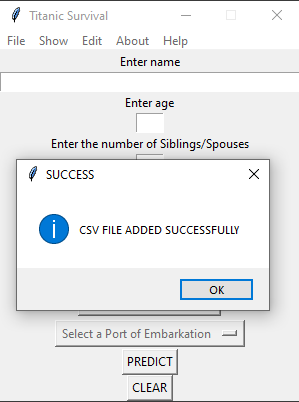 Titanic Survival
File Show Edit About Help
Enter name
Enter age
Enter the number of Siblings/Spouses
SUCCESS
CSV FILE ADDED SUCCESSFULLY
OK
Select a Port of Embarkation
PREDICT
CLEAR